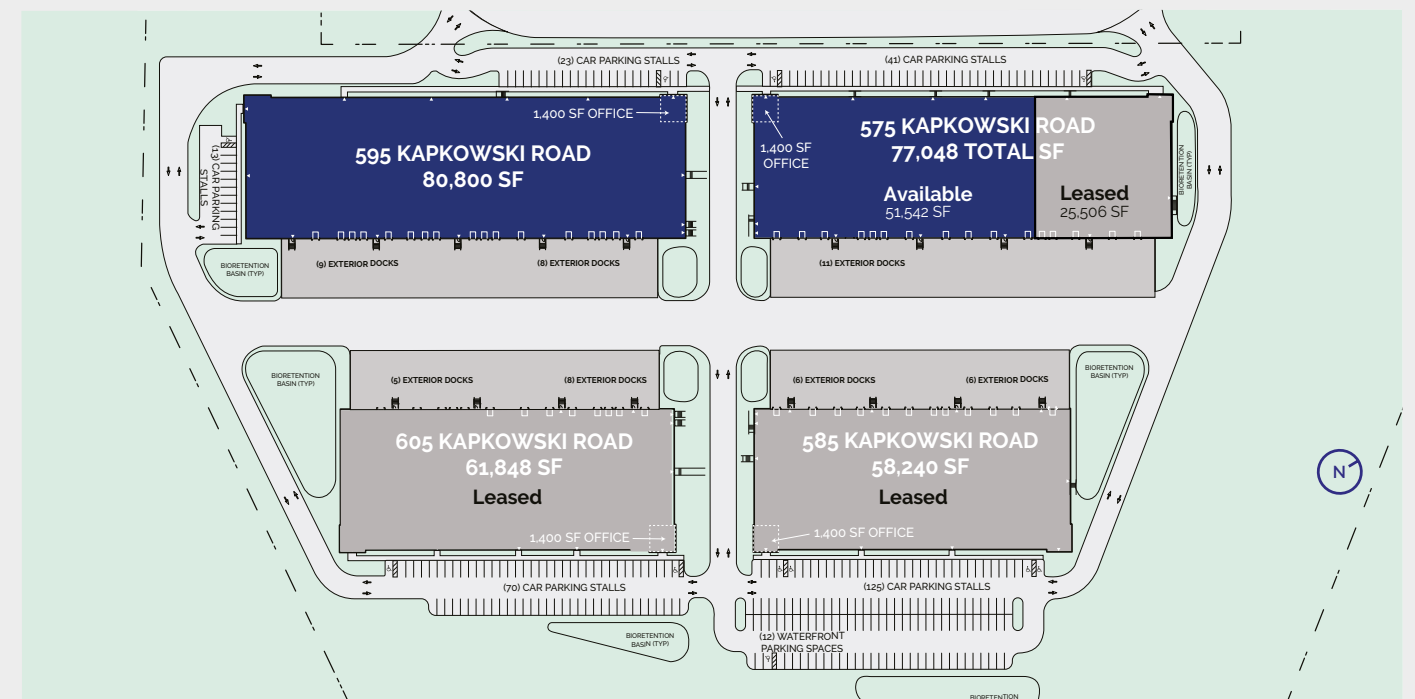 (23) CAR PARKING STALLS
(41) CAR PARKING STALLS
1,400 SF OFFICE
595 KAPKOWSKI ROAD
80,800 SF
(13) CAR PARKING
STALLS
1,400 SF
OFFICE
575 KAPKOWSKI ROAD
77,048 TOTAL SF
Available
51,542 SF
Leased
25,506 SF
BIORETENTION
BASIN (TYP)
BIORETENTION
BASIN (TYP)
(9) EXTERIOR DOCKS
(8) EXTERIOR DOCKS
(11) EXTERIOR DOCKS
BIORETENTION
BASIN (TYP)
(5) EXTERIOR DOCKS
(8) EXTERIOR DOCKS
(6) EXTERIOR DOCKS
(6) EXTERIOR DOCKS
BIORETENTION
BASIN (TYP)
605 KAPKOWSKI ROAD
61,848 SF
Leased
1,400 SF OFFICE
585 KAPKOWSKI ROAD
58,240 SF
Leased
1,400 SF OFFICE
N
(70) CAR PARKING STALLS
(125) CAR PARKING STALLS
BIORETENTION
BASIN (TYP)
(12) WATERFRONT
PARKING SPACES
BIORETENTION